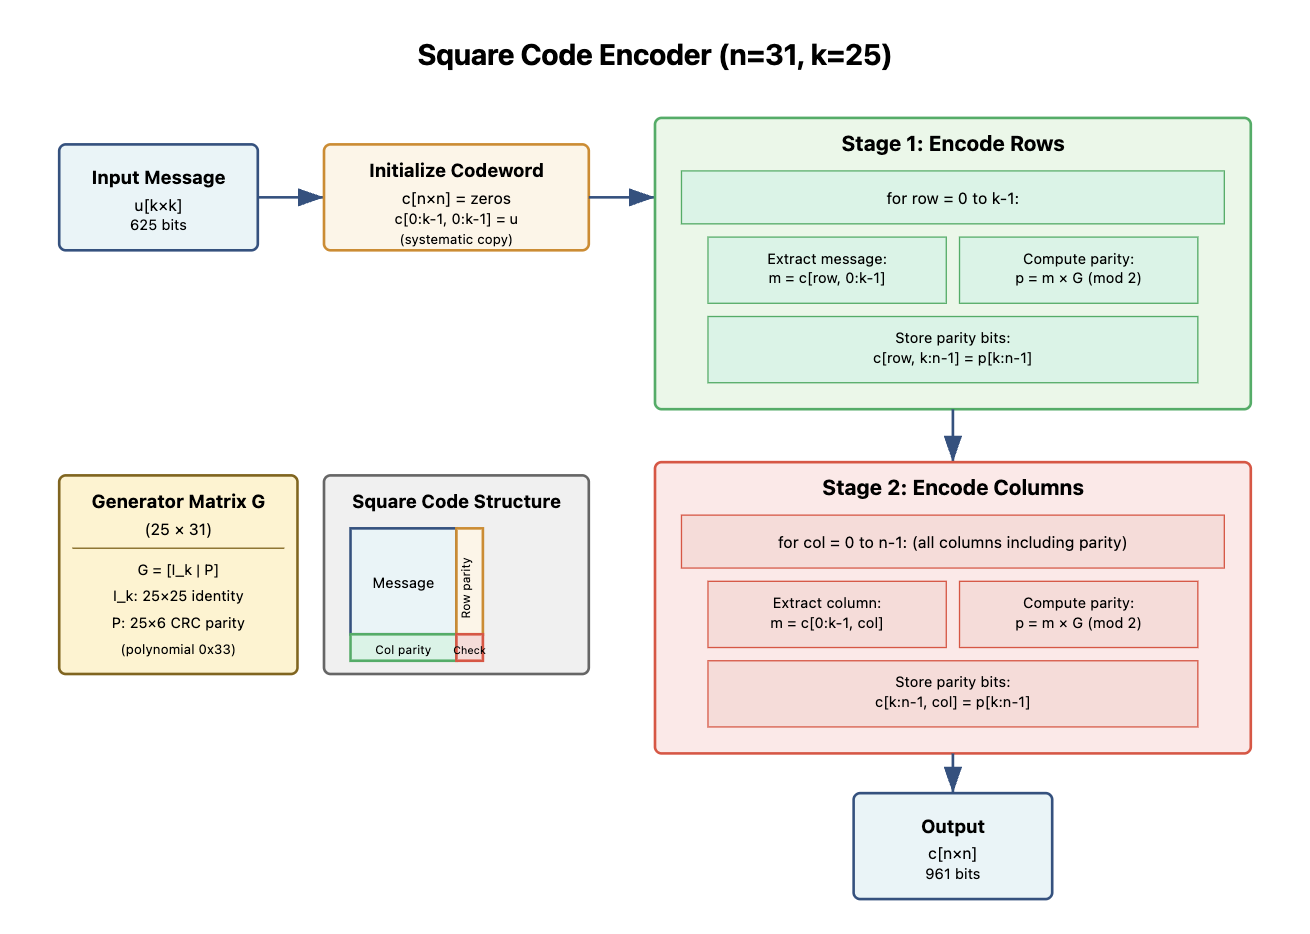 Square Code Encoder (n=31, k=25)
Input Message
u[k×k]
625 bits
Initialize Codeword
c[n×n] = zeros
c[0:k-1, 0:k-1] = u
(systematic copy)
Stage 1: Encode Rows
for row = 0 to k-1:
Extract message:
m = c[row, 0:k-1]
Compute parity:
p = m × G (mod 2)
Store parity bits:
c[row, k:n-1] = p[k:n-1]
Generator Matrix G
(25 × 31)
G = [I_k | P]
I_k: 25×25 identity
P: 25×6 CRC parity
(polynomial 0x33)
Square Code Structure
Message
Row parity
Col parity
Check
Stage 2: Encode Columns
for col = 0 to n-1: (all columns including parity)
Extract column:
m = c[0:k-1, col]
Compute parity:
p = m × G (mod 2)
Store parity bits:
c[k:n-1, col] = p[k:n-1]
Output
c[n×n]
961 bits